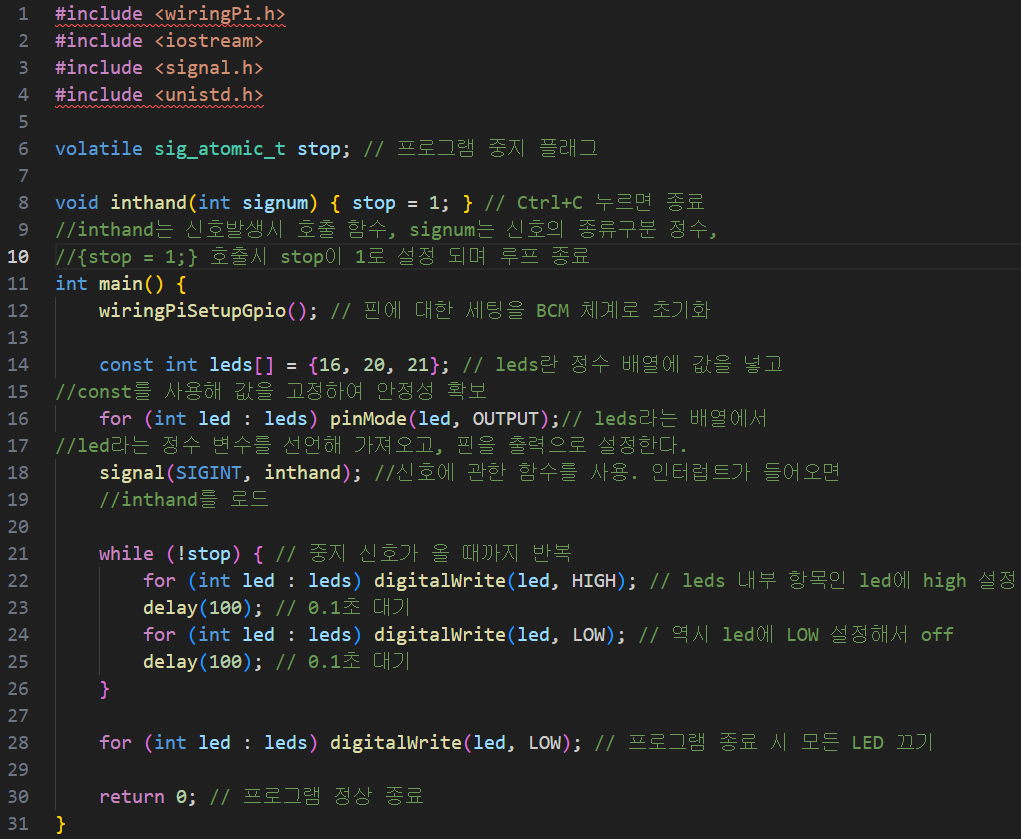 1 #include <wiringPi.h>
2 #include <iostream>
3 #include <signal.h>
4 #include <unistd.h>
5
6 volatile sig_atomic_t stop; // 프로그램 중지 플래그
7
8 void inthand(int signum) { stop = 1; } // Ctrl+C 누르면 종료
9 //inthand는 신호발생시 호출 함수, signum는 신호의 종류구분 정수,
10 //{stop = 1;} 호출시 stop이 1로 설정 되며 루프 종료
11 int main() {
12     wiringPiSetupGpio(); // 핀에 대한 세팅을 BCM 체계로 초기화
13
14     const int leds[] = {16, 20, 21}; // leds란 정수 배열에 값을 넣고
15 //const를 사용해 값을 고정하여 안정성 확보
16     for (int led : leds) pinMode(led, OUTPUT);// leds라는 배열에서
17 //led라는 정수 변수를 선언해 가져오고, 핀을 출력으로 설정한다.
18     signal(SIGINT, inthand); //신호에 관한 함수를 사용. 인터럽트가 들어오면
19     //inthand를 로드
20
21     while (!stop) { // 중지 신호가 올 때까지 반복
22         for (int led : leds) digitalWrite(led, HIGH); // leds 내부 항목인 led에 high 설정
23         delay(100); // 0.1초 대기
24         for (int led : leds) digitalWrite(led, LOW); // 역시 led에 LOW 설정해서 off
25         delay(100); // 0.1초 대기
26     }
27
28     for (int led : leds) digitalWrite(led, LOW); // 프로그램 종료 시 모든 LED 끄기
29
30     return 0; // 프로그램 정상 종료
31 }